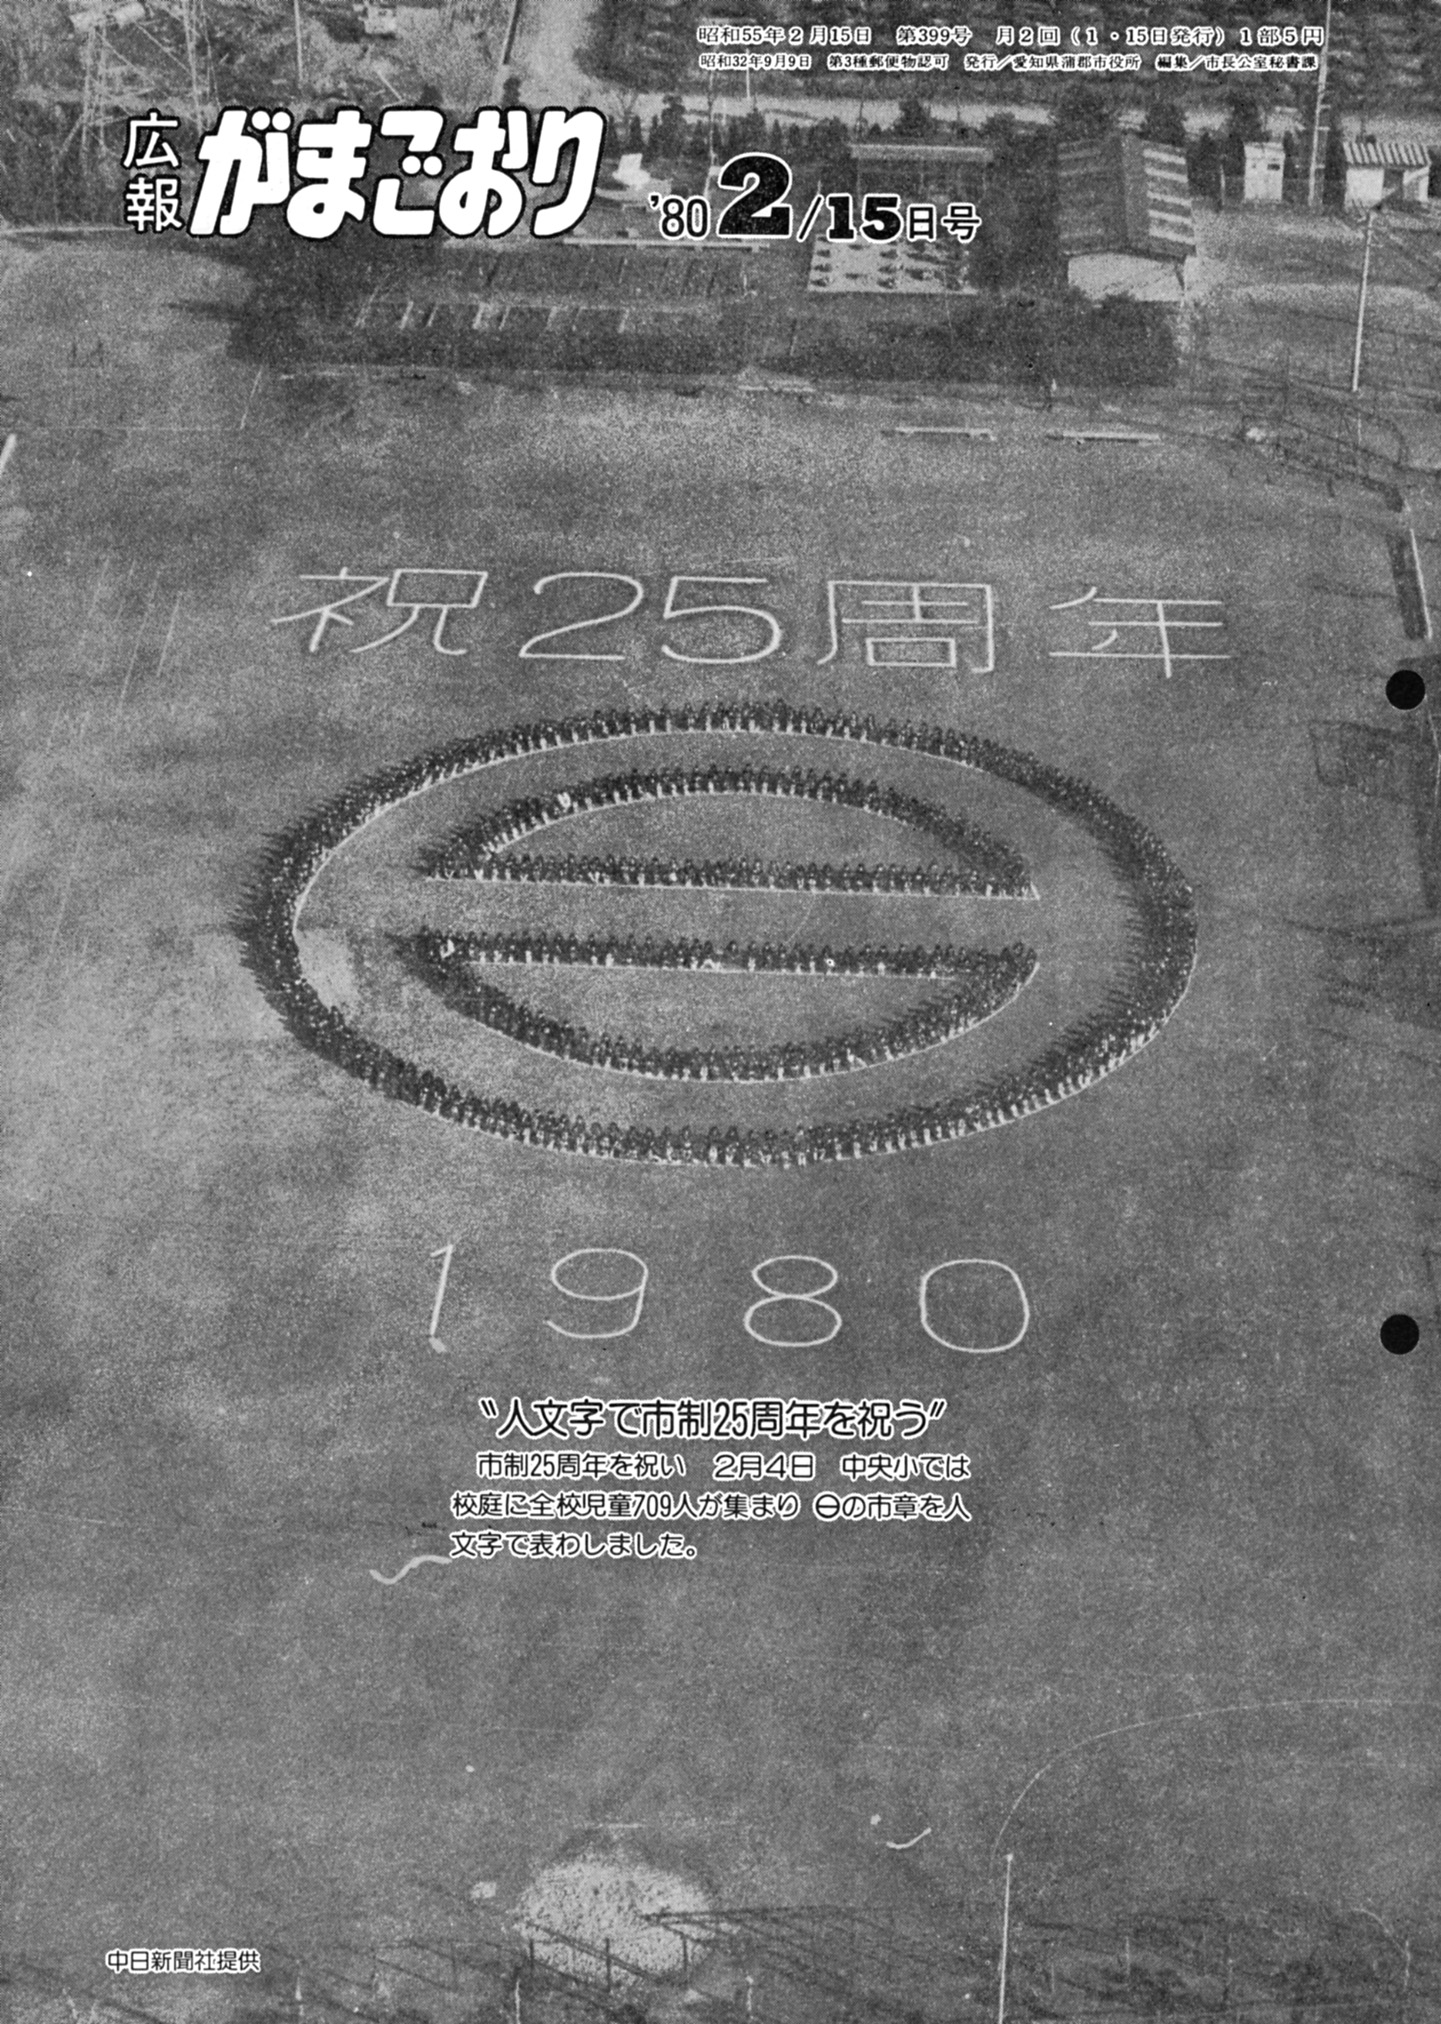 昭和55年2月15日　第399号　月2回（1・15日発行）1部5円
昭和32年9月9日　第3種郵便物認可　発行／愛知県蒲郡市役所　編集／市長公室秘書課
広報
がまごおり
'80 2/15日号
祝25周年
1980
〝人文字で市制25周年を祝う〟
市制25周年を祝い　2月4日　中央小では
校庭に全校児童709人が集まり ⊖の市章を人
文字で表わしました。
中日新聞社提供